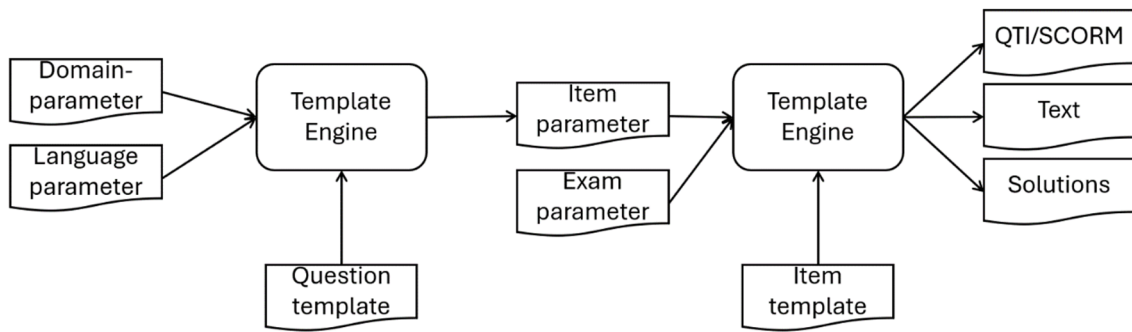 Domain-
parameter
Language
parameter
Template
Engine
Question
template
Item
parameter
Exam
parameter
Template
Engine
Item
template
QTI/SCORM
Text
Solutions